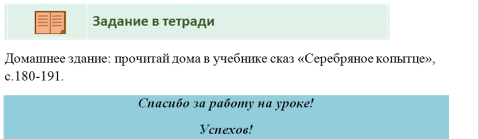 Задание в тетради
Домашнее здание: прочитай дома в учебнике сказ «Серебряное копытце»,
с.180-191.
Спасибо за работу на уроке!
Успехов!